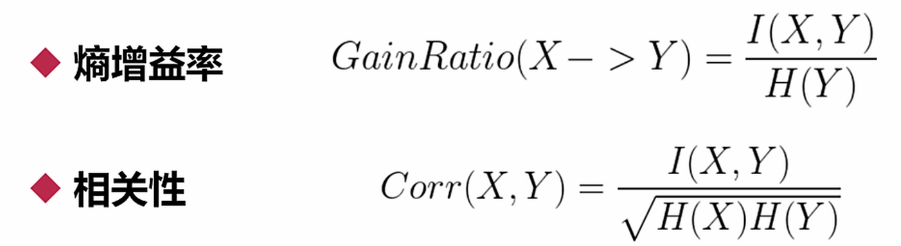 熵增益率 GainRatio(X->Y) = I(X,Y) / H(Y)
相关性 Corr(X,Y) = I(X,Y) / √H(X)H(Y)